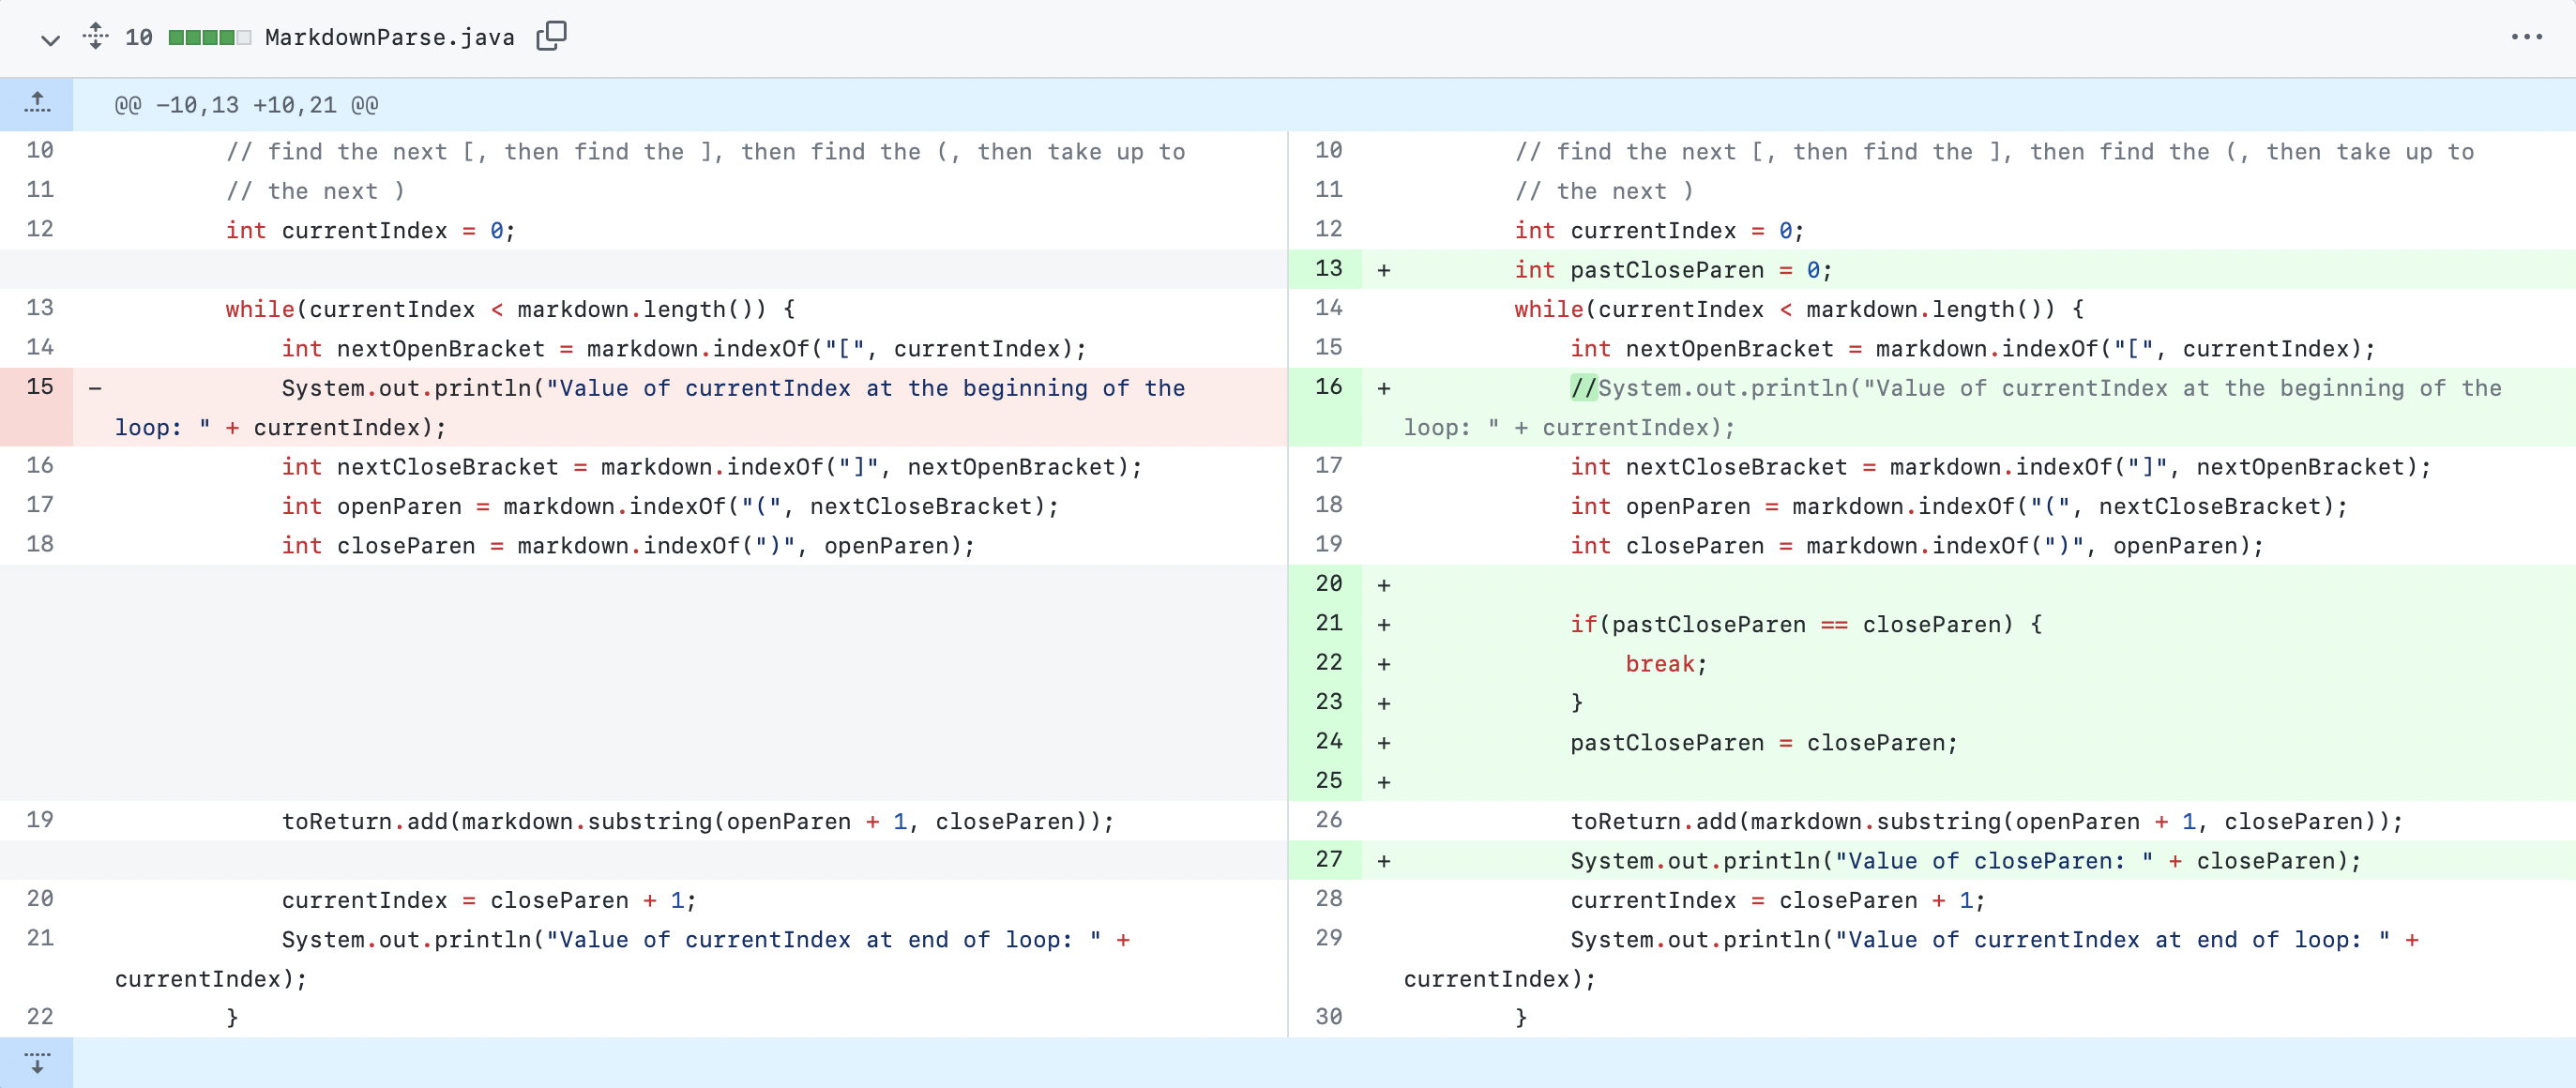 10 MarkdownParse.java
@@ -10,13 +10,21 @@
10 // find the next [, then find the ], then find the (, then take up to
11 // the next )
12 int currentIndex = 0;
13 while(currentIndex < markdown.length()) {
14 int nextOpenBracket = markdown.indexOf("[", currentIndex);
15 - System.out.println("Value of currentIndex at the beginning of the
loop: " + currentIndex);
16 int nextCloseBracket = markdown.indexOf("]", nextOpenBracket);
17 int openParen = markdown.indexOf("(", nextCloseBracket);
18 int closeParen = markdown.indexOf(")", openParen);
19 toReturn.add(markdown.substring(openParen + 1, closeParen));
20 currentIndex = closeParen + 1;
21 System.out.println("Value of currentIndex at end of loop: " +
currentIndex);
22 }
10 // find the next [, then find the ], then find the (, then take up to
11 // the next )
12 int currentIndex = 0;
13 + int pastCloseParen = 0;
14 while(currentIndex < markdown.length()) {
15 int nextOpenBracket = markdown.indexOf("[", currentIndex);
16 + //System.out.println("Value of currentIndex at the beginning of the
loop: " + currentIndex);
17 int nextCloseBracket = markdown.indexOf("]", nextOpenBracket);
18 int openParen = markdown.indexOf("(", nextCloseBracket);
19 int closeParen = markdown.indexOf(")", openParen);
20 +
21 + if(pastCloseParen == closeParen) {
22 + break;
23 + }
24 + pastCloseParen = closeParen;
25 +
26 toReturn.add(markdown.substring(openParen + 1, closeParen));
27 + System.out.println("Value of closeParen: " + closeParen);
28 currentIndex = closeParen + 1;
29 System.out.println("Value of currentIndex at end of loop: " +
currentIndex);
30 }